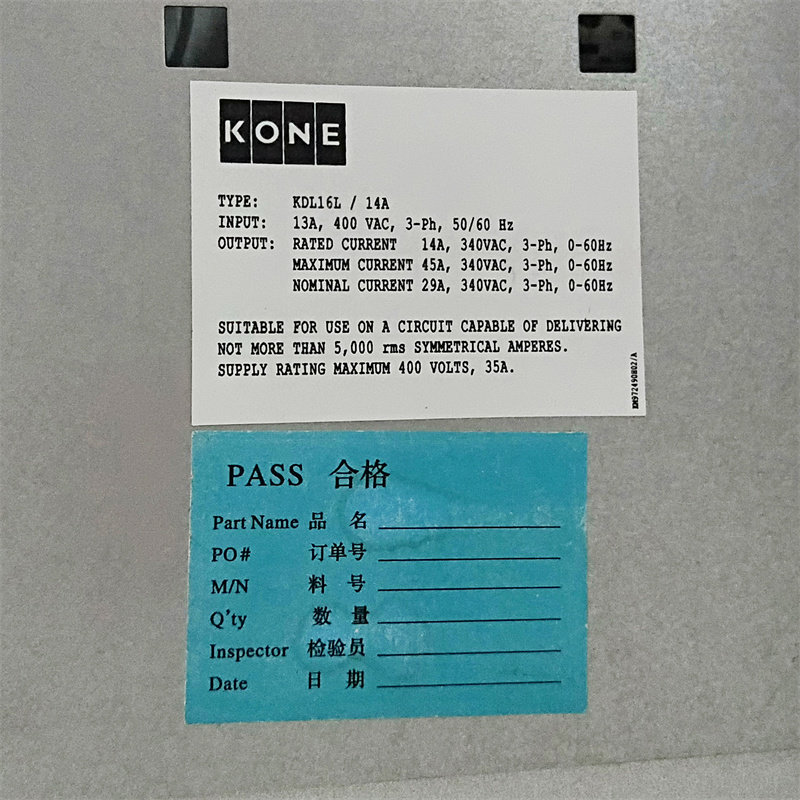 KONE
TYPE: KDL16L / 14A
INPUT: 13A, 400 VAC, 3-Ph, 50/60 Hz
OUTPUT: RATED CURRENT 14A, 340VAC, 3-Ph, 0-60Hz
MAXIMUM CURRENT 45A, 340VAC, 3-Ph, 0-60Hz
NOMINAL CURRENT 29A, 340VAC, 3-Ph, 0-60Hz
SUITABLE FOR USE ON A CIRCUIT CAPABLE OF DELIVERING
NOT MORE THAN 5,000 rms SYMMETRICAL AMPERES.
SUPPLY RATING MAXIMUM 400 VOLTS, 35A.
KM972490H02/A
PASS 合格
Part Name 品 名
PO# 订单号
M/N 料 号
Q'ty 数 量
Inspector 检验员
Date 日 期